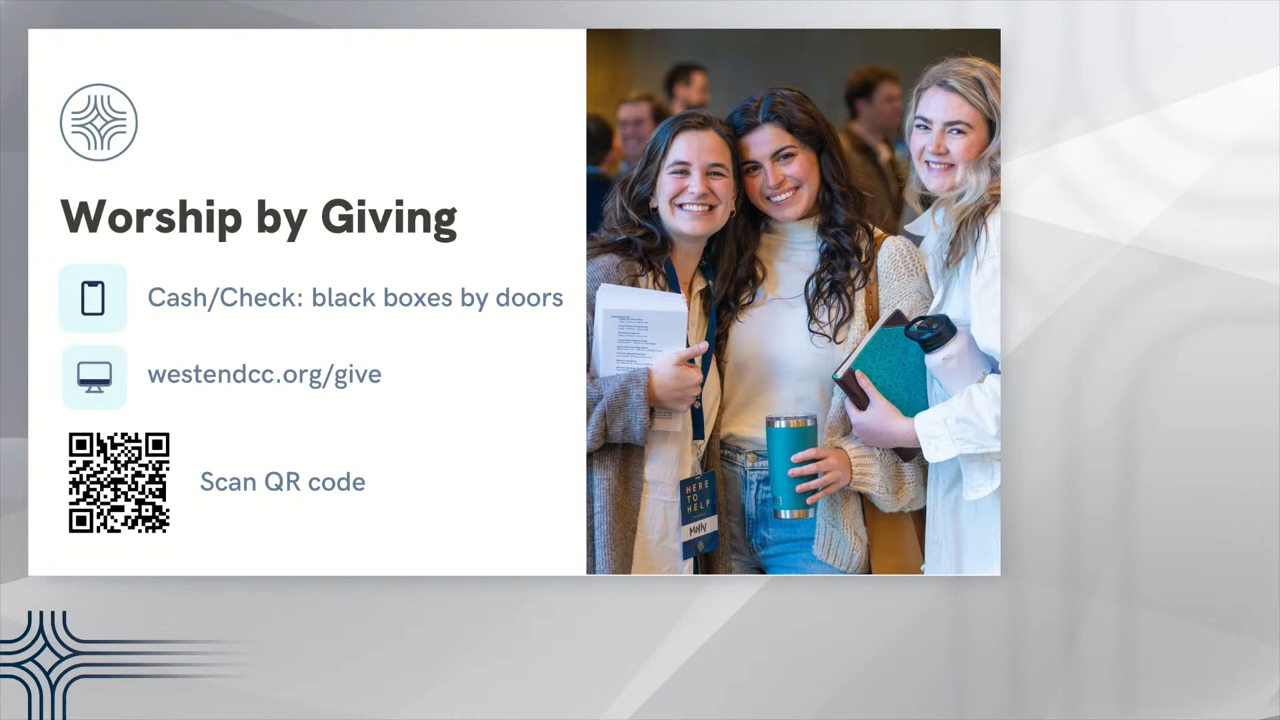 Worship by Giving
Cash/Check: black boxes by doors
westendcc.org/give
Scan QR code
HERE
TO
HELP